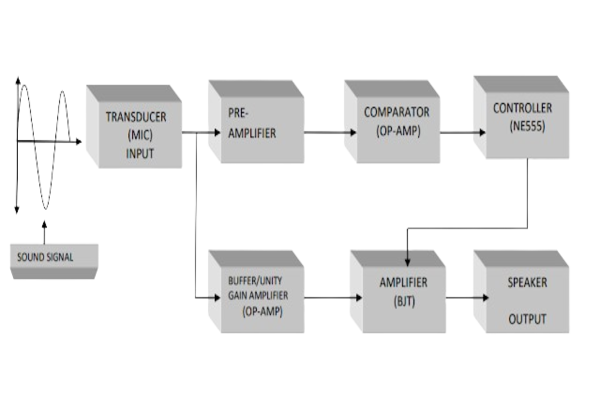 TRANSDUCER
(MIC)
INPUT
PRE-
AMPLIFIER
COMPARATOR
(OP-AMP)
CONTROLLER
(NE555)
SOUND SIGNAL
BUFFER/UNITY
GAIN AMPLIFIER
(OP-AMP)
AMPLIFIER
(BJT)
SPEAKER
OUTPUT